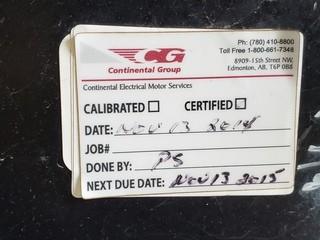 CG
Continental Group
Ph: (780) 410-8800
Toll Free 1-800-661-7348
8909-15th Street NW,
Edmonton, AB, T6P 0B8
Continental Electrical Motor Services
CALIBRATED CERTIFIED
DATE: NOV 13 2014
JOB#
DONE BY: PS
NEXT DUE DATE: NOV 13 2015